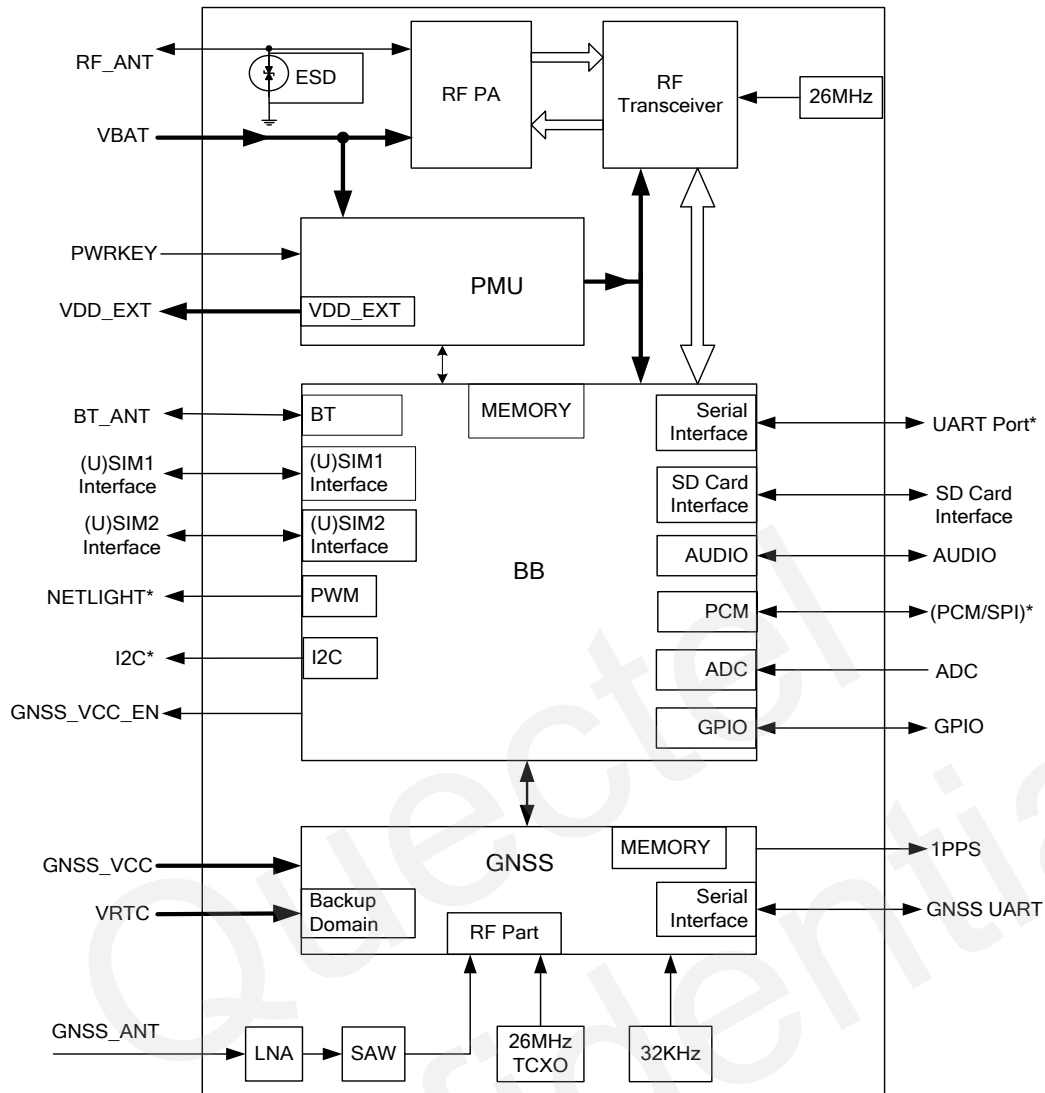 RF_ANT
ESD
RF PA
RF
Transceiver
26MHz
VBAT
PWRKEY
PMU
VDD_EXT
VDD_EXT
BT_ANT
BT
MEMORY
Serial
Interface
UART Port*
(U)SIM1
Interface
(U)SIM1
Interface
SD Card
Interface
SD Card
Interface
(U)SIM2
Interface
(U)SIM2
Interface
BB
AUDIO
AUDIO
NETLIGHT*
PWM
PCM
(PCM/SPI)*
I2C*
I2C
ADC
ADC
GNSS_VCC_EN
GPIO
GPIO
GNSS_VCC
GNSS
MEMORY
1PPS
VRTC
Backup
Domain
RF Part
Serial
Interface
GNSS UART
GNSS_ANT
LNA
SAW
26MHz
TCXO
32KHz
Quectel
fidentia